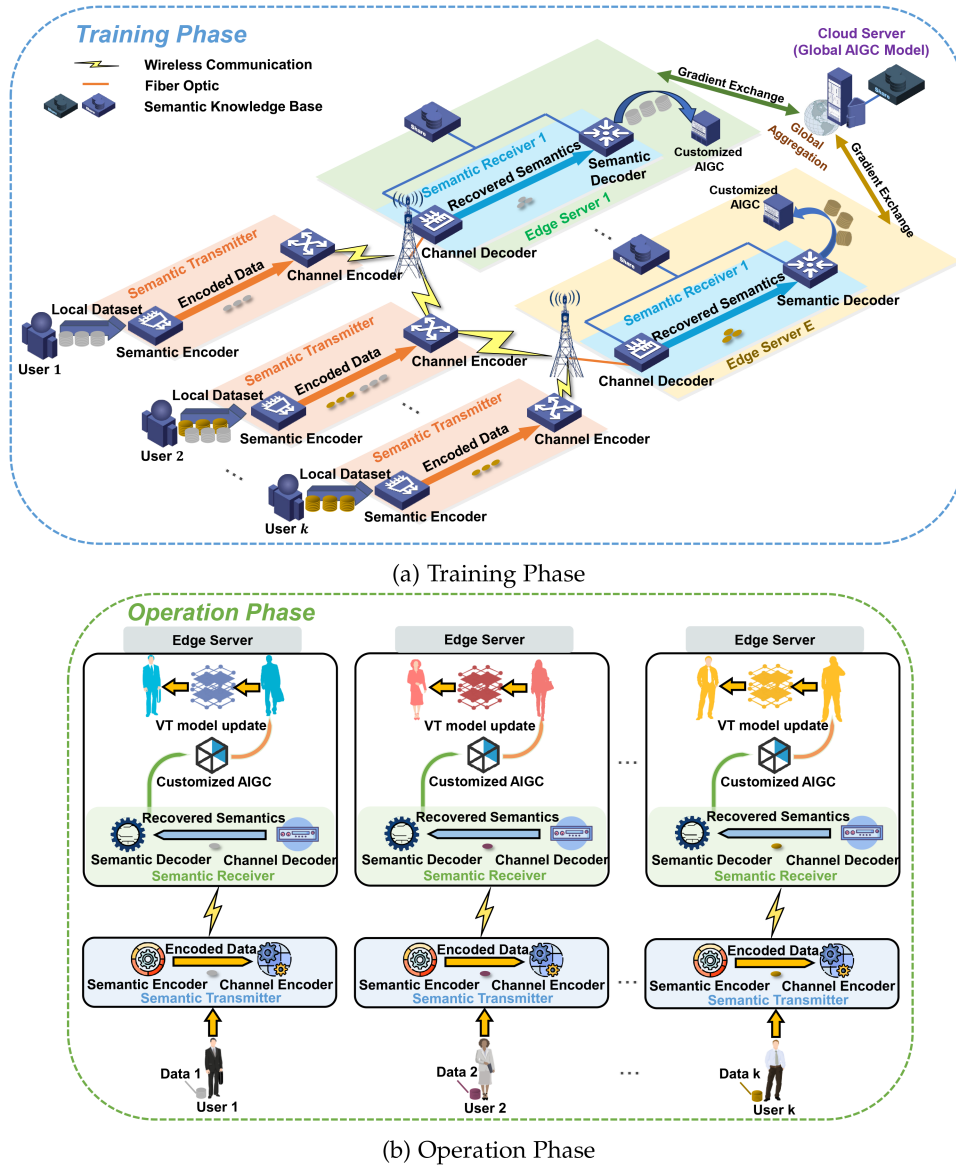 Training Phase
Wireless Communication
Fiber Optic
Semantic Knowledge Base
Cloud Server
(Global AIGC Model)
Gradient Exchange
Global
Aggregation
Gradient Exchange
Share
Share
Customized
AIGC
Semantic Receiver 1
Recovered Semantics
Semantic
Decoder
Edge Server 1
Channel Decoder
...
Customized
AIGC
Share
Semantic Receiver 1
Recovered Semantics
Semantic Decoder
Edge Server E
Channel Decoder
Semantic Transmitter
Encoded Data
Channel Encoder
Local Dataset
Semantic Encoder
User 1
Semantic Transmitter
Encoded Data
Channel Encoder
Local Dataset
Semantic Encoder
User 2
...
...
Semantic Transmitter
Encoded Data
Channel Encoder
Local Dataset
Semantic Encoder
User k
(a) Training Phase
Operation Phase
Edge Server
Edge Server
Edge Server
VT model update
VT model update
VT model update
Customized AIGC
Customized AIGC
...
Customized AIGC
Recovered Semantics
Recovered Semantics
Recovered Semantics
Semantic Decoder Channel Decoder
Semantic Decoder Channel Decoder
Semantic Decoder Channel Decoder
Semantic Receiver
Semantic Receiver
Semantic Receiver
Encoded Data
Encoded Data
Encoded Data
Semantic Encoder Channel Encoder
Semantic Encoder Channel Encoder
...
Semantic Encoder Channel Encoder
Semantic Transmitter
Semantic Transmitter
Semantic Transmitter
Data 1
Data 2
...
Data k
User 1
User 2
User k
(b) Operation Phase